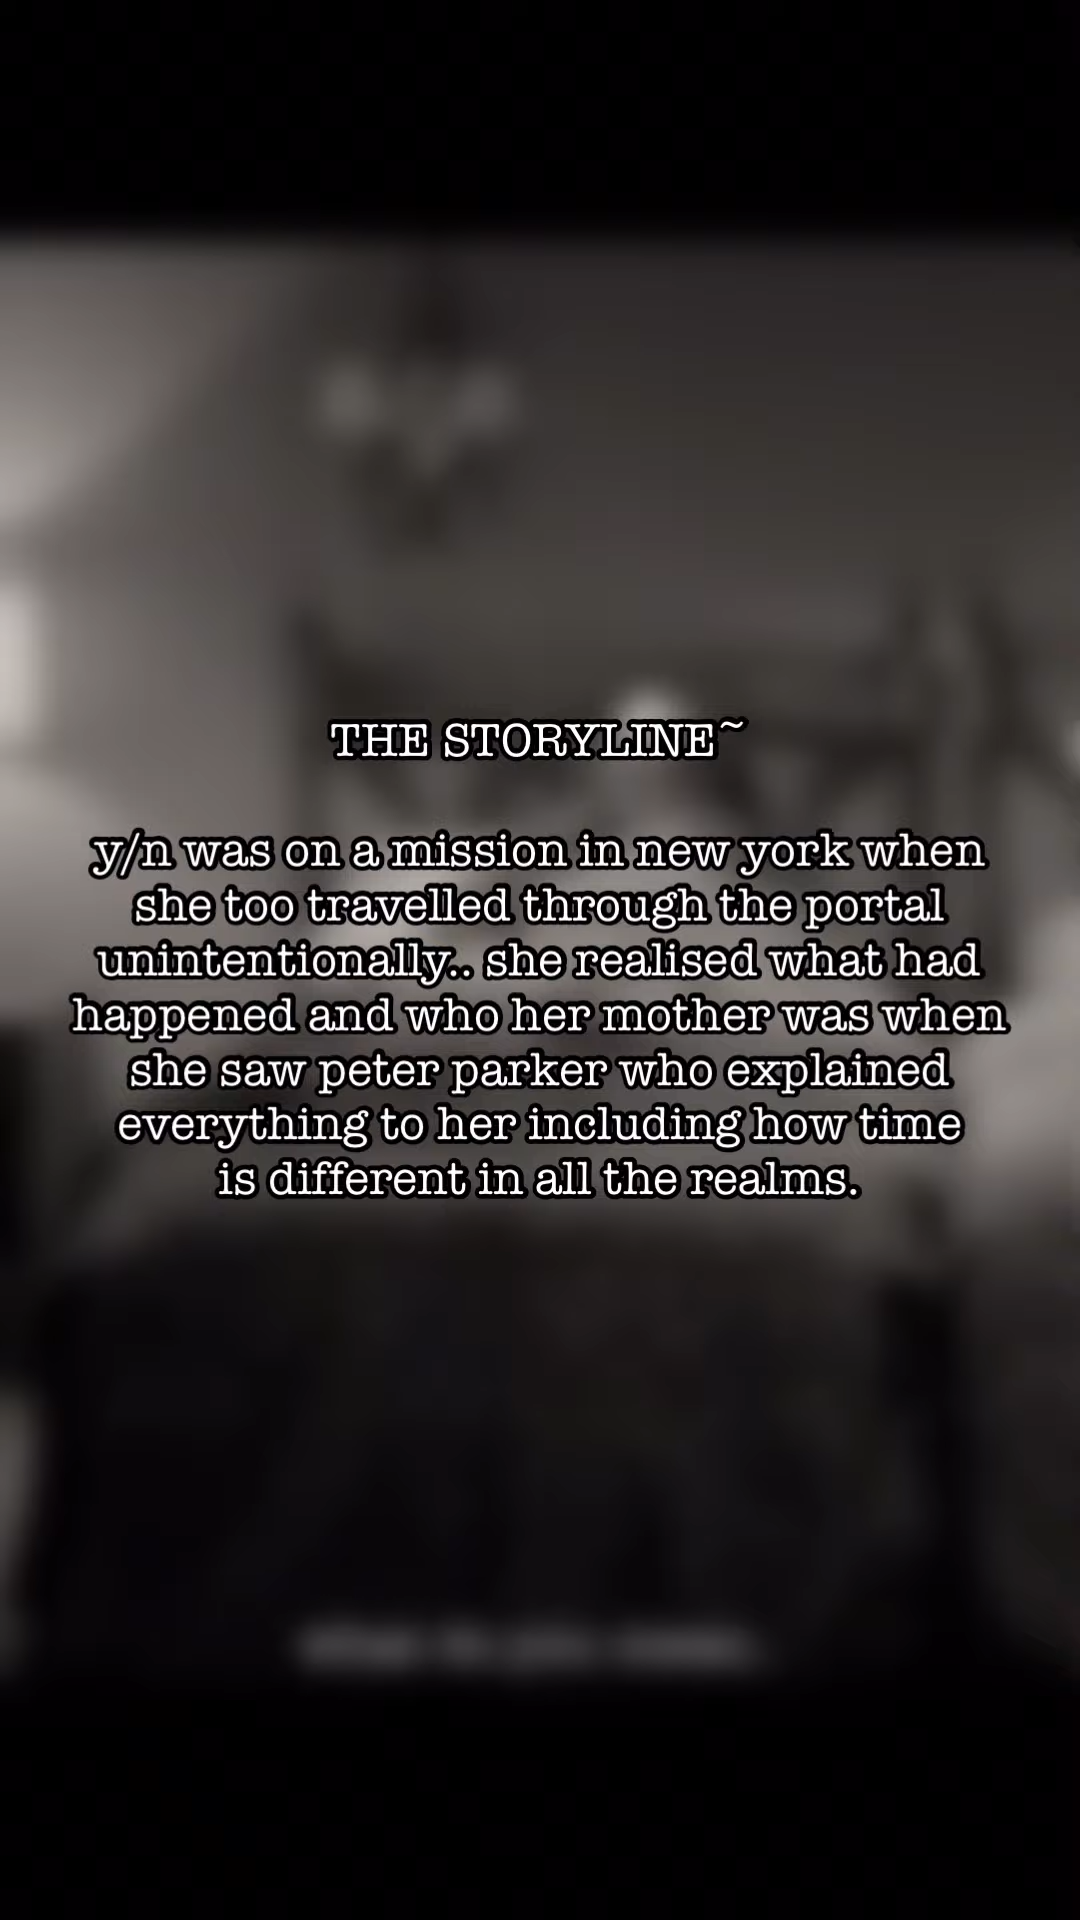 THE STORYLINE~
y/n was on a mission in new york when
she too travelled through the portal
unintentionally.. she realised what had
happened and who her mother was when
she saw peter parker who explained
everything to her including how time
is different in all the realms.